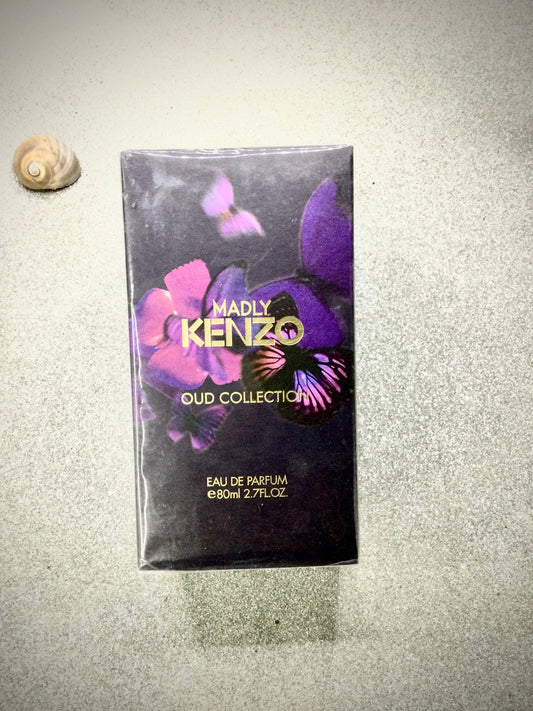 MADLY
KENZO
OUD COLLECTION
EAU DE PARFUM
℮80ml 2.7FL.OZ.